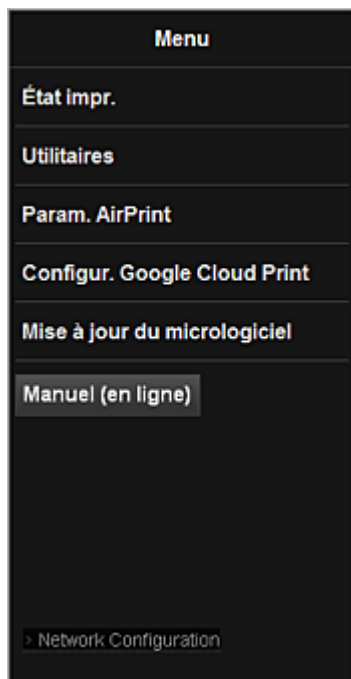 Menu
État impr.
Utilitaires
Param. AirPrint
Configur. Google Cloud Print
Mise à jour du micrologiciel
Manuel (en ligne)
> Network Configuration